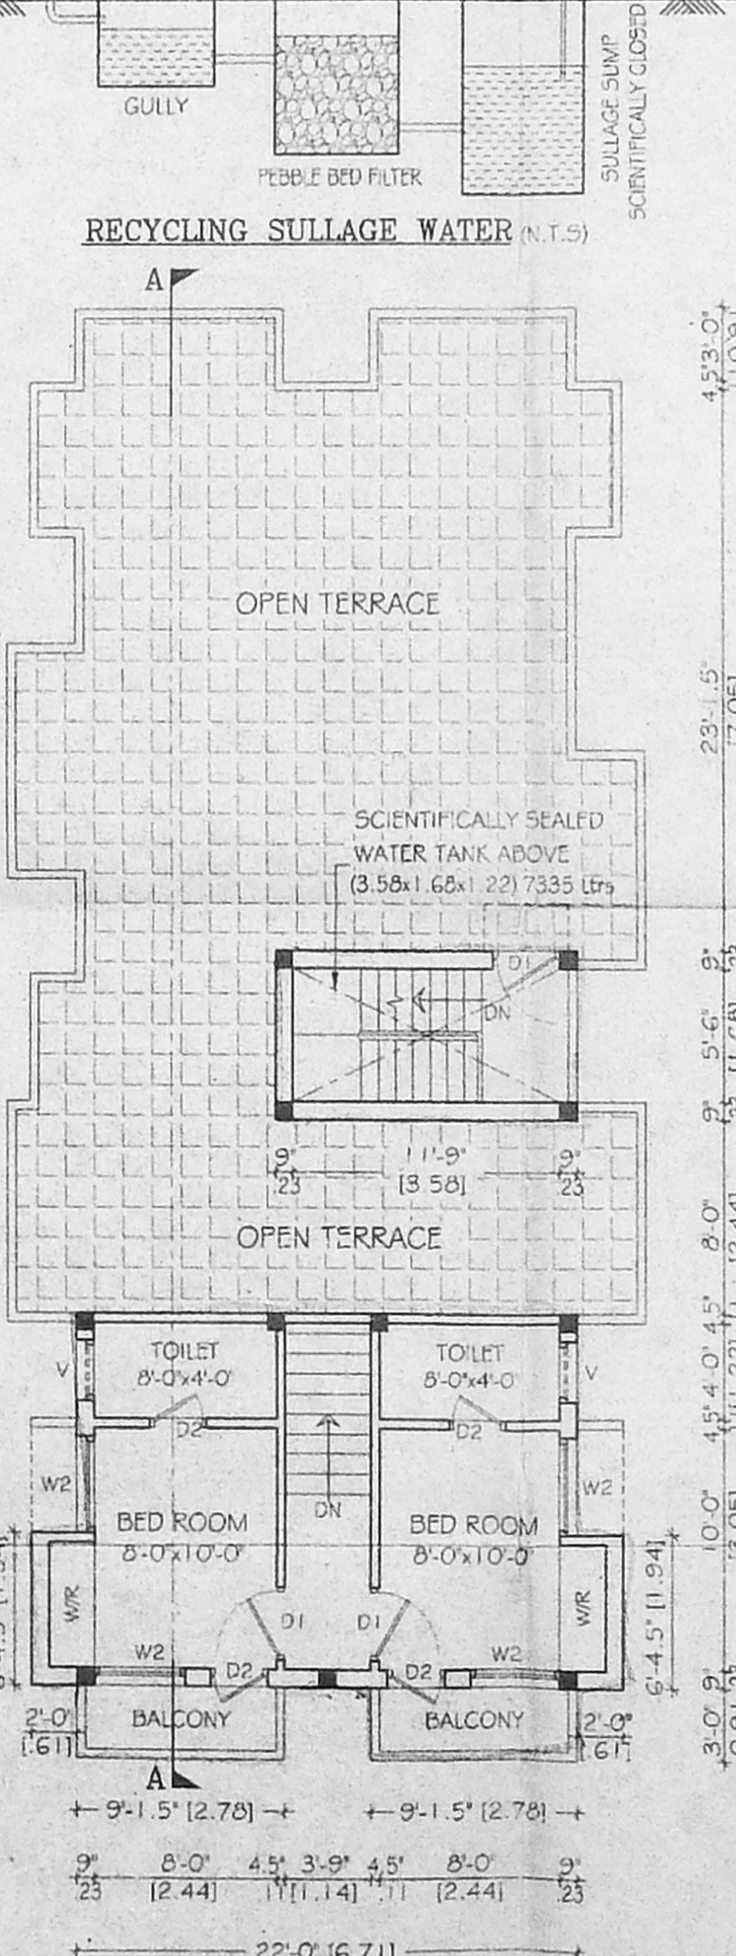 GULLY
PEBBLE BED FILTER
SULLAGE SUMP
SCIENTIFICALLY CLOSED
RECYCLING SULLAGE WATER (N.T.S)
A
4.5"
3'-0"
OPEN TERRACE
23'-1.5"
SCIENTIFICALLY SEALED
WATER TANK ABOVE
(3.58x1.68x1.22) 7335 Ltrs
D1
DN
9"
5'-6"
9"
9" 11'-9" 9"
23 [3.58] 23
8'-0"
OPEN TERRACE
4.5"
TOILET TOILET
8'-0"x4'-0 8'-0"x4'-0
V V
4'-0"
D2 D2
4.5"
W2 W2
DN
BED ROOM BED ROOM
8'-0"x10'-0" 8'-0"x10'-0"
10'-0"
W/R W/R
D1 D1
6'-4.5" [1.94]
W2 D2 D2 W2
9"
BALCONY BALCONY
2'-0" 2'-0"
[.61] [.61]
3'-0"
A
9'-1.5" [2.78] 9'-1.5" [2.78]
9" 8'-0" 4.5" 3'-9" 4.5" 8'-0" 9"
23 [2.44] .11 [1.14] .11 [2.44] 23
22'-0" [6.71]